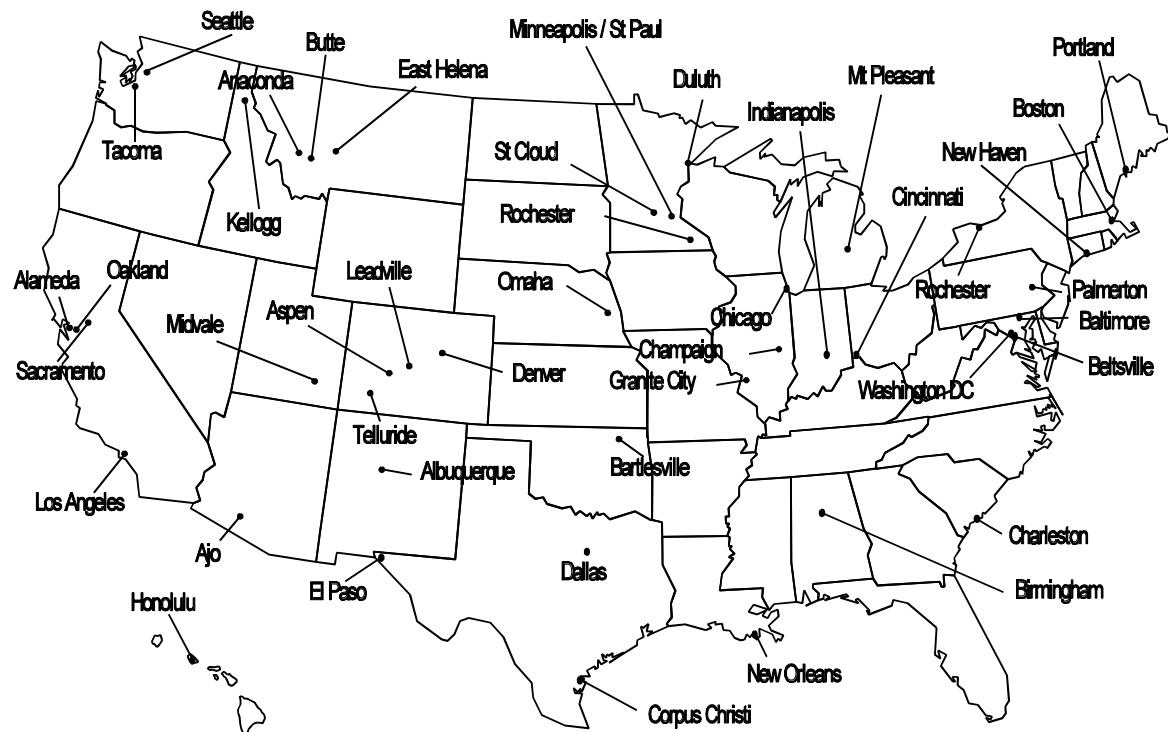 Seattle
Minneapolis / St Paul
Butte
Portland
East Helena
Anaconda
Duluth
Mt Pleasant
Indianapolis
Boston
Tacoma
St Cloud
New Haven
Cincinnati
Kellogg
Rochester
Alameda
Oakland
Leadville
Omaha
Rochester
Palmerton
Aspen
Midvale
Chicago
Baltimore
Champaign
Sacramento
Denver
Granite City
Beltsville
Washington DC
Telluride
Albuquerque
Bartlesville
Los Angeles
Ajo
Charleston
Dallas
El Paso
Birmingham
Honolulu
New Orleans
Corpus Christi